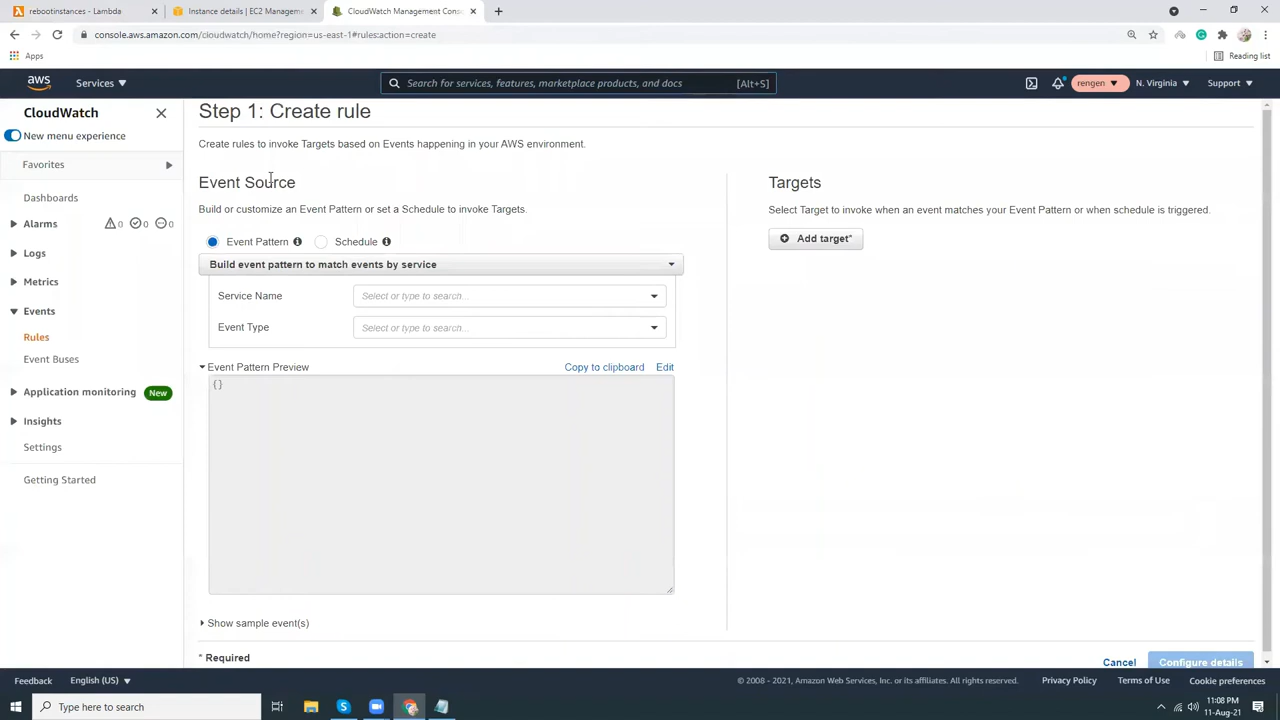 rebootinstances - Lambda
Instance details | EC2 Manageme
CloudWatch Management Conso
console.aws.amazon.com/cloudwatch/home?region=us-east-1#rules:action=create
Apps
Reading list
aws
Services
Search for services, features, marketplace products, and docs
[Alt+S]
rengen
N. Virginia
Support
CloudWatch
New menu experience
Favorites
Dashboards
Alarms
0
0
0
Logs
Metrics
Events
Rules
Event Buses
Application monitoring
New
Insights
Settings
Getting Started
Step 1: Create rule
Create rules to invoke Targets based on Events happening in your AWS environment.
Event Source
Build or customize an Event Pattern or set a Schedule to invoke Targets.
Event Pattern
Schedule
Build event pattern to match events by service
Service Name
Select or type to search...
Event Type
Select or type to search...
Event Pattern Preview
Copy to clipboard
Edit
{}
Show sample event(s)
* Required
Targets
Select Target to invoke when an event matches your Event Pattern or when schedule is triggered.
Add target*
Cancel
Configure details
Feedback
English (US)
© 2008 - 2021, Amazon Web Services, Inc. or its affiliates. All rights reserved.
Privacy Policy
Terms of Use
Cookie preferences
Type here to search
11:08 PM
11-Aug-21